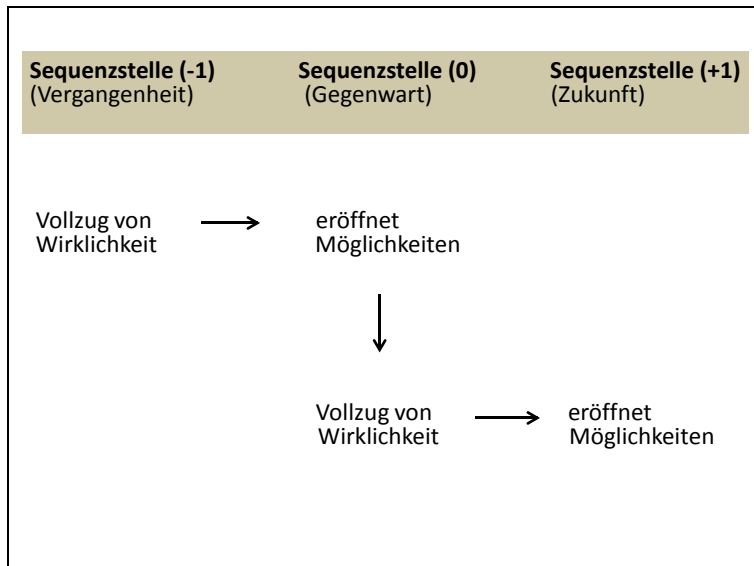 Sequenzstelle (-1)
(Vergangenheit)
Sequenzstelle (0)
(Gegenwart)
Sequenzstelle (+1)
(Zukunft)
Vollzug von
Wirklichkeit
eröffnet
Möglichkeiten
Vollzug von
Wirklichkeit
eröffnet
Möglichkeiten